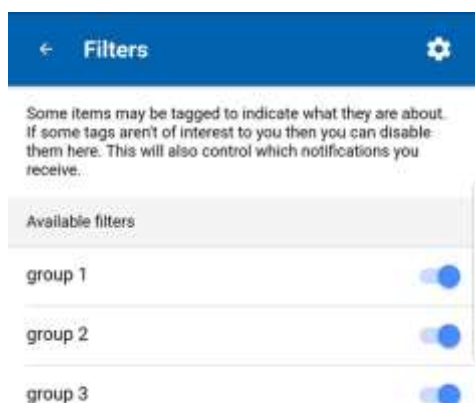 Filters
Some items may be tagged to indicate what they are about.
If some tags aren't of interest to you then you can disable
them here. This will also control which notifications you
receive.
Available filters
group 1
group 2
group 3